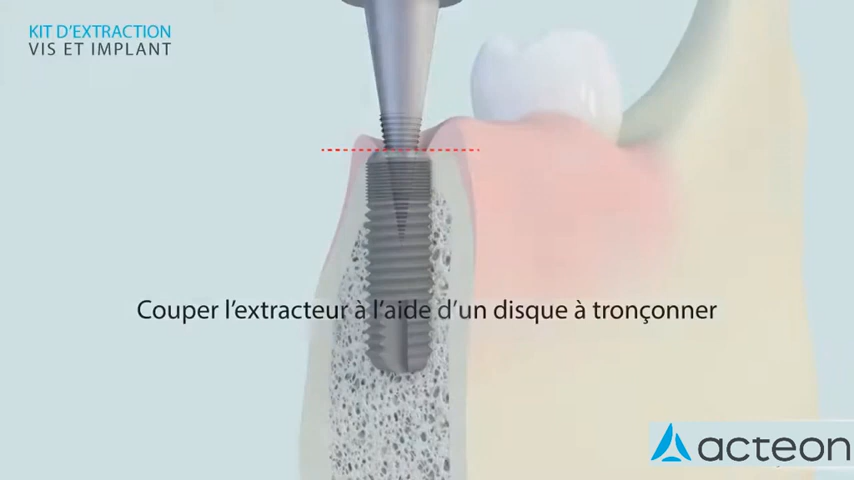 KIT D'EXTRACTION
VIS ET IMPLANT
Couper l'extracteur à l'aide d'un disque à tronçonner
acteon